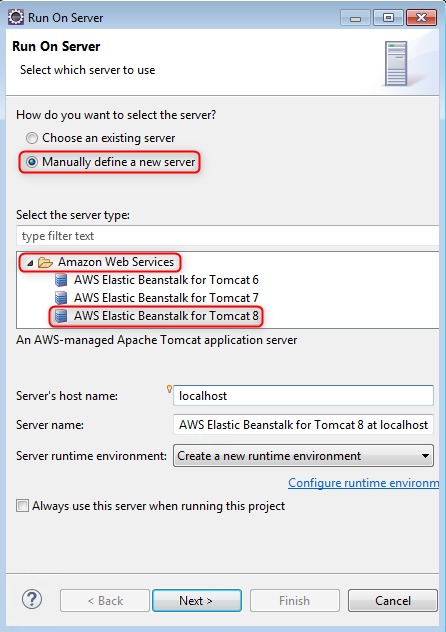 Run On Server
Run On Server
Select which server to use
How do you want to select the server?
Choose an existing server
Manually define a new server
Select the server type:
type filter text
Amazon Web Services
AWS Elastic Beanstalk for Tomcat 6
AWS Elastic Beanstalk for Tomcat 7
AWS Elastic Beanstalk for Tomcat 8
An AWS-managed Apache Tomcat application server
Server's host name: localhost
Server name: AWS Elastic Beanstalk for Tomcat 8 at localhost
Server runtime environment: Create a new runtime environment
Configure runtime environm
Always use this server when running this project
? < Back Next > Finish Cancel